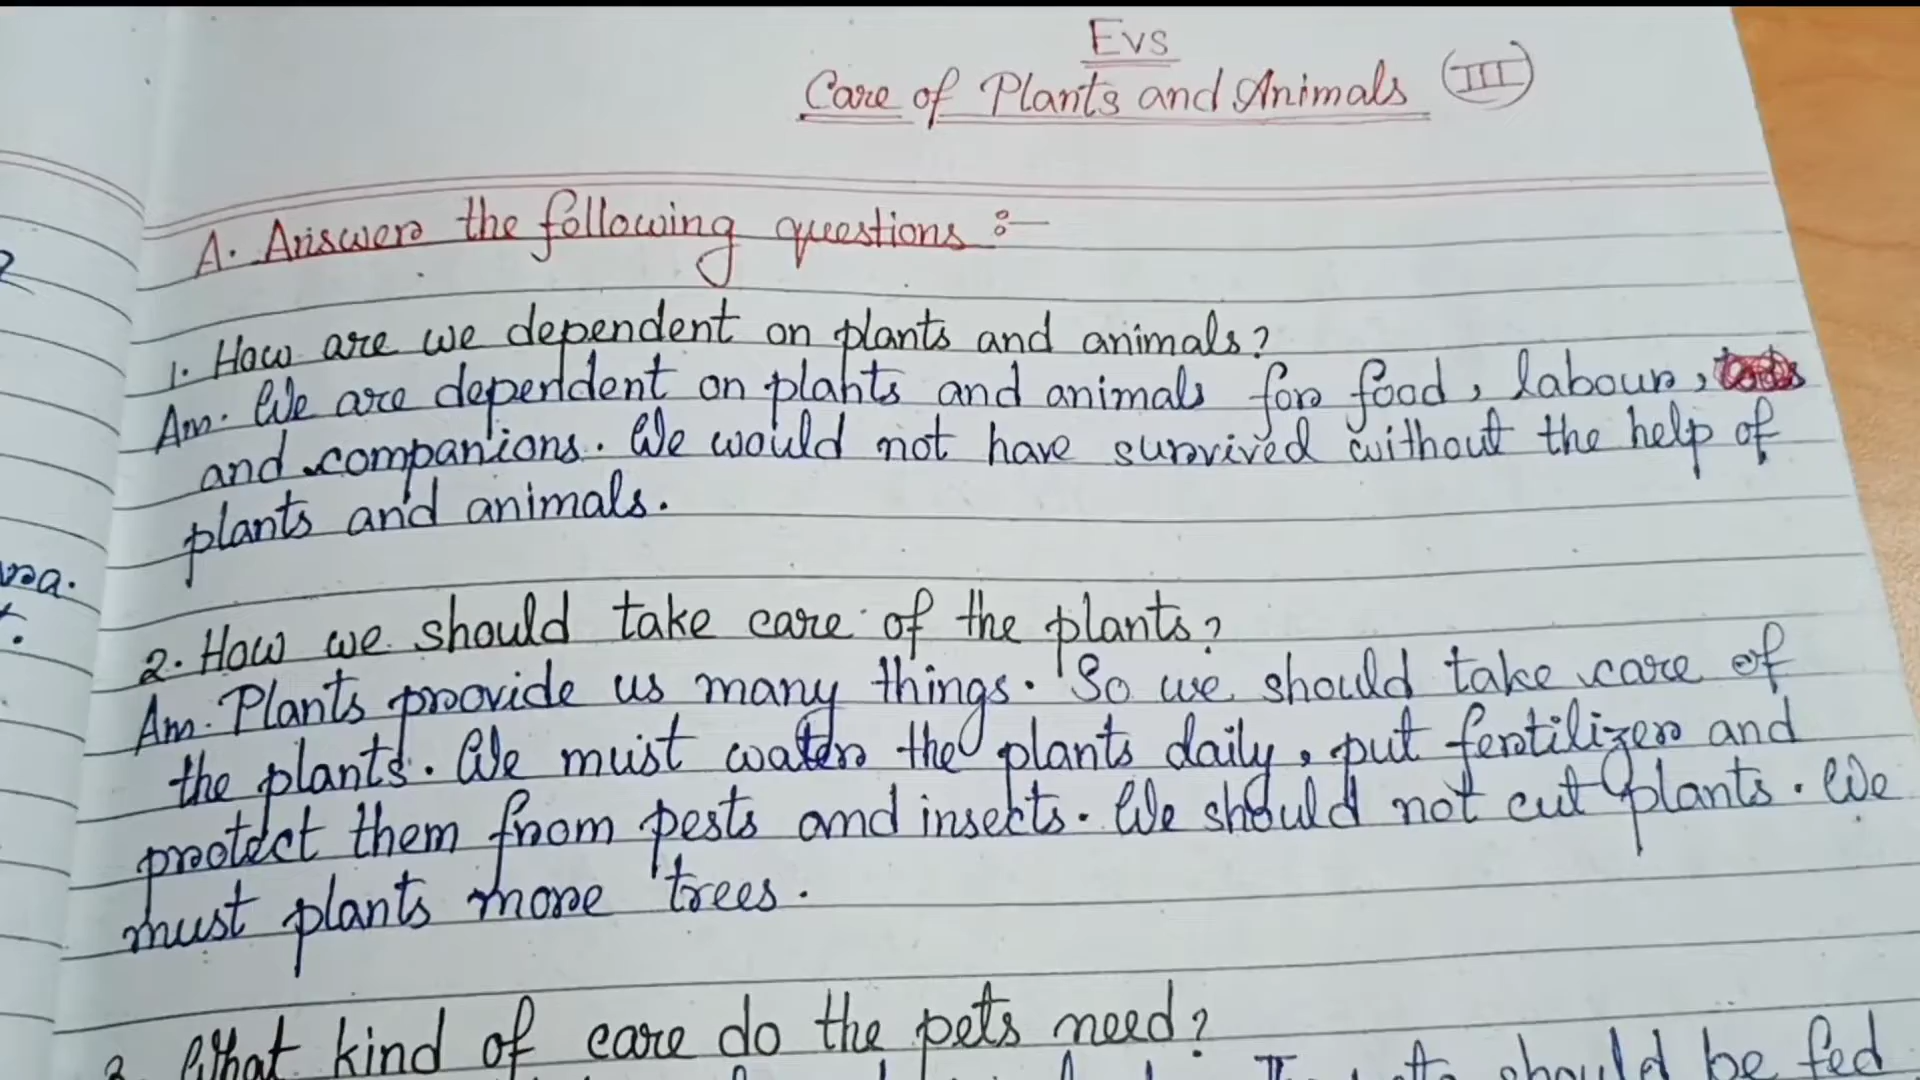 Evs
Care of Plants and Animals III
A. Answer the following questions :-
1. How are we dependent on plants and animals?
Ans. We are dependent on plants and animals for food, labour,
and companions. We would not have survived without the help of
plants and animals.
2. How we should take care of the plants?
Ans. Plants provide us many things. So we should take care of
the plants. We must water the plants daily, put fertilizer and
protect them from pests and insects. We should not cut plants. We
must plants more trees.
3. What kind of care do the pets need?
should be fed